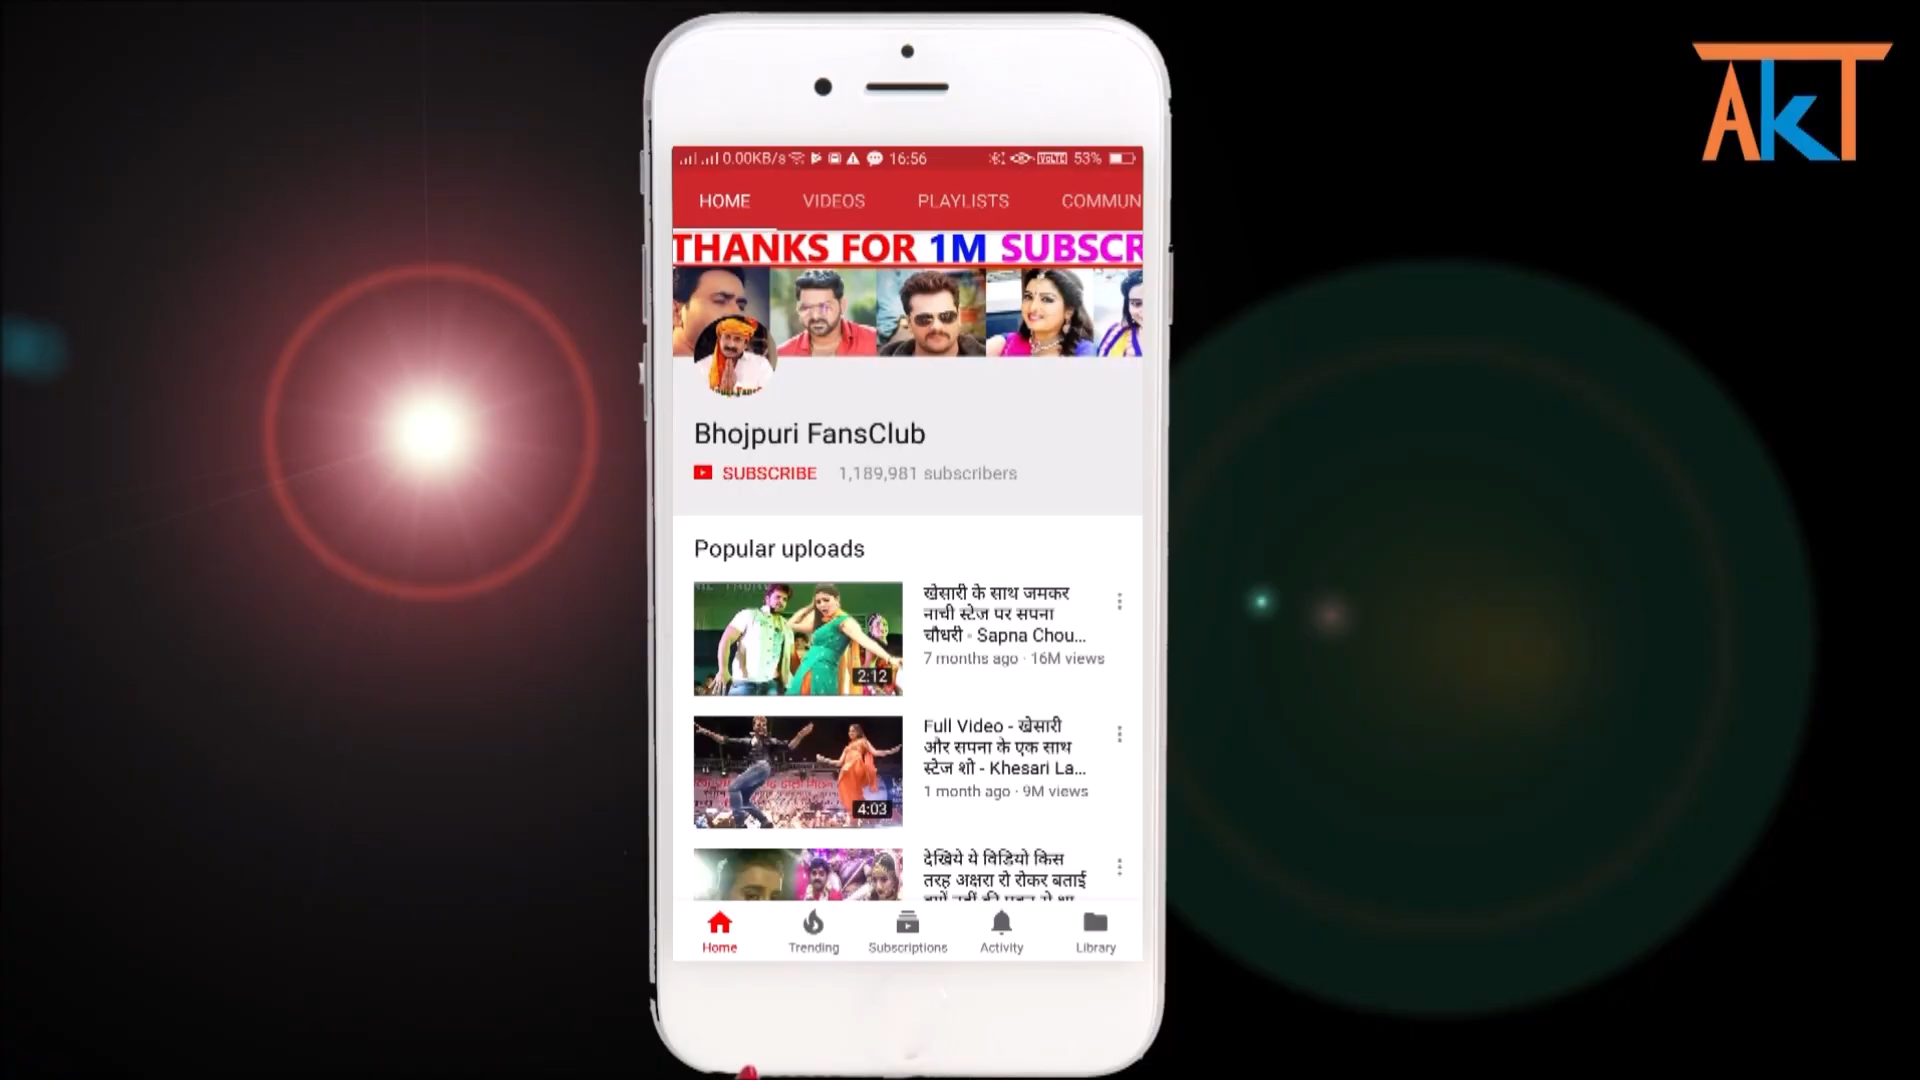 AKT
0.00KB/s 16:56 VoLTE 53%
HOME VIDEOS PLAYLISTS COMMUN
THANKS FOR 1M SUBSCR
Bhojpuri FansClub
SUBSCRIBE 1,189,981 subscribers
Popular uploads
खेसारी के साथ जमकर
नाची स्टेज पर सपना
चौधरी - Sapna Chou...
7 months ago · 16M views
2:12
Full Video - खेसारी
और सपना के एक साथ
स्टेज शो - Khesari La...
1 month ago · 9M views
4:03
देखिये ये विडियो किस
तरह अक्षरा रो रोकर बताई
Home Trending Subscriptions Activity Library